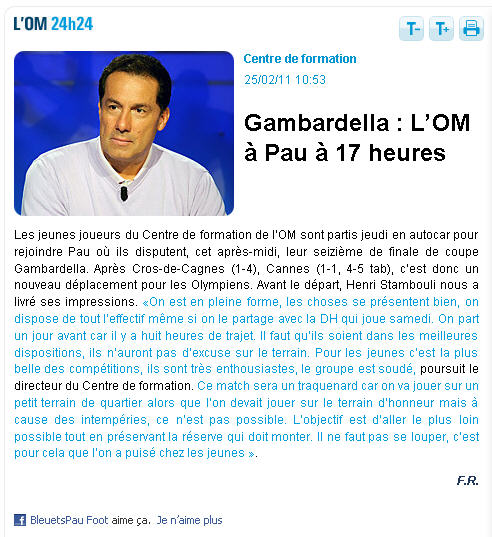 L'OM 24h24
T- T+
Centre de formation
25/02/11 10:53
Gambardella : L'OM
à Pau à 17 heures
Les jeunes joueurs du Centre de formation de l'OM sont partis jeudi en autocar pour
rejoindre Pau où ils disputent, cet après-midi, leur seizième de finale de coupe
Gambardella. Après Cros-de-Cagnes (1-4), Cannes (1-1, 4-5 tab), c'est donc un
nouveau déplacement pour les Olympiens. Avant le départ, Henri Stambouli nous a
livré ses impressions. «On est en pleine forme, les choses se présentent bien, on
dispose de tout l'effectif même si on le partage avec la DH qui joue samedi. On part
un jour avant car il y a huit heures de trajet. Il faut qu'ils soient dans les meilleures
dispositions, ils n'auront pas d'excuse sur le terrain. Pour les jeunes c'est la plus
belle des compétitions, ils sont très enthousiastes, le groupe est soudé, poursuit le
directeur du Centre de formation. Ce match sera un traquenard car on va jouer sur un
petit terrain de quartier alors que l'on devait jouer sur le terrain d'honneur mais à
cause des intempéries, ce n'est pas possible. L'objectif est d'aller le plus loin
possible tout en préservant la réserve qui doit monter. Il ne faut pas se louper, c'est
pour cela que l'on a puisé chez les jeunes ».
F.R.
BleuetsPau Foot aime ça. Je n'aime plus